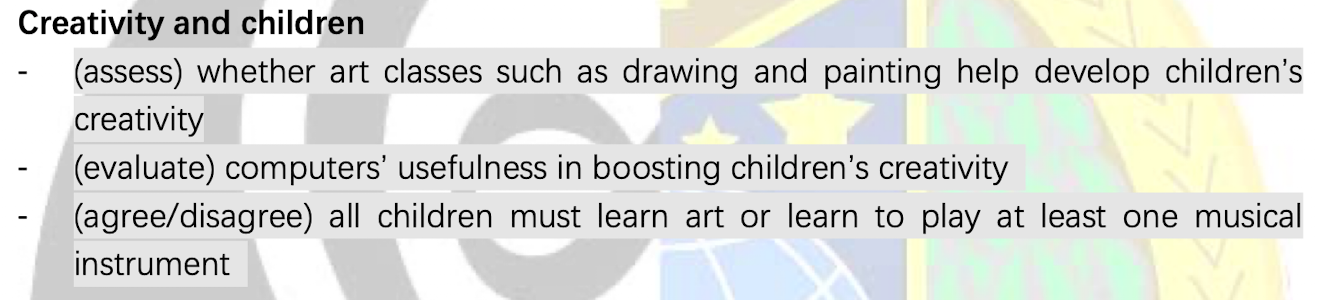 Creativity and children
- (assess) whether art classes such as drawing and painting help develop children’s
creativity
- (evaluate) computers’ usefulness in boosting children’s creativity
- (agree/disagree) all children must learn art or learn to play at least one musical
instrument